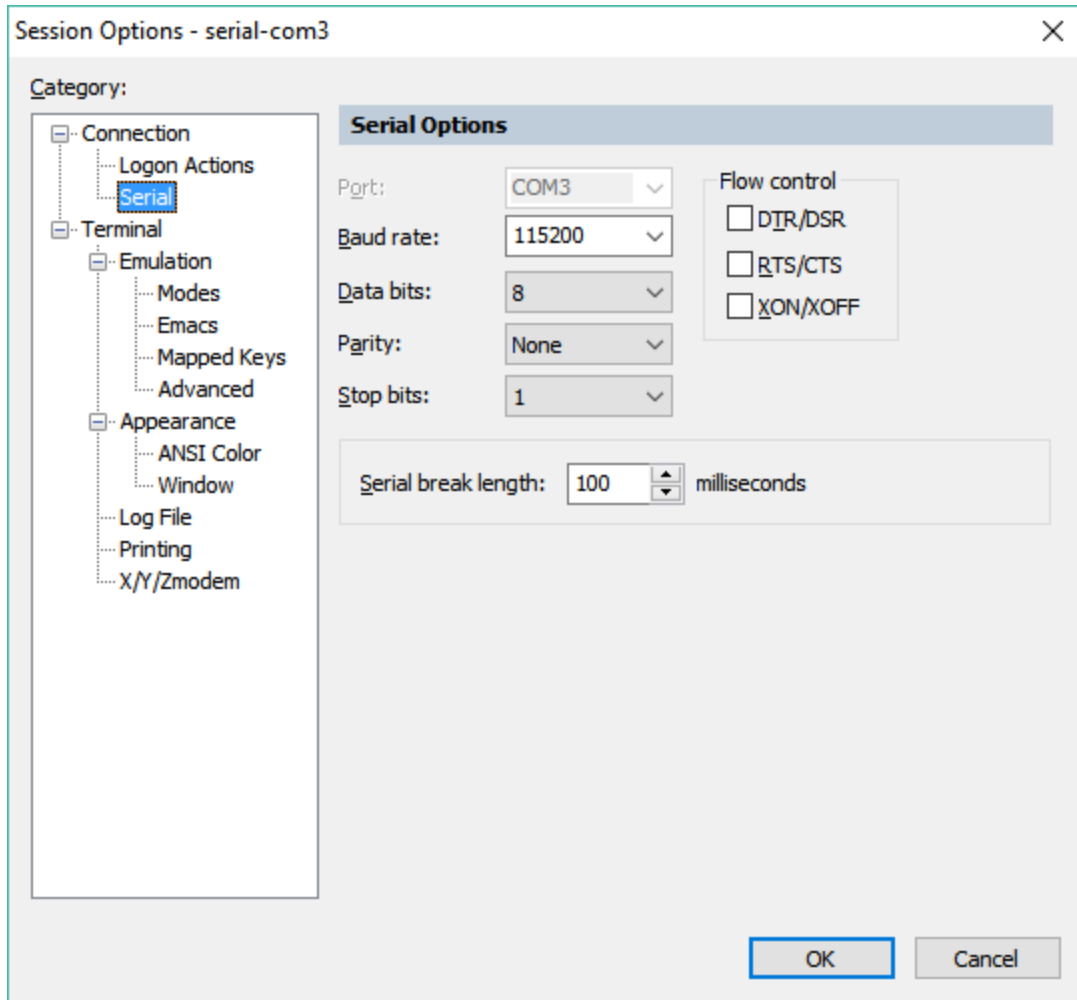 Session Options - serial-com3
Category:
Connection
Logon Actions
Serial
Terminal
Emulation
Modes
Emacs
Mapped Keys
Advanced
Appearance
ANSI Color
Window
Log File
Printing
X/Y/Zmodem
Serial Options
Port: COM3
Baud rate: 115200
Data bits: 8
Parity: None
Stop bits: 1
Flow control
DTR/DSR
RTS/CTS
XON/XOFF
Serial break length: 100 milliseconds
OK Cancel